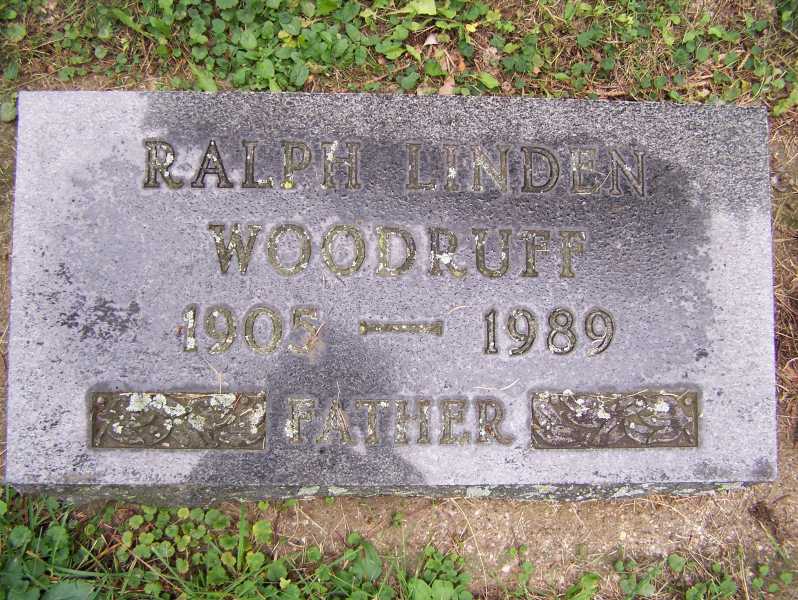 RALPH LINDEN
WOODRUFF
1905 — 1989
FATHER